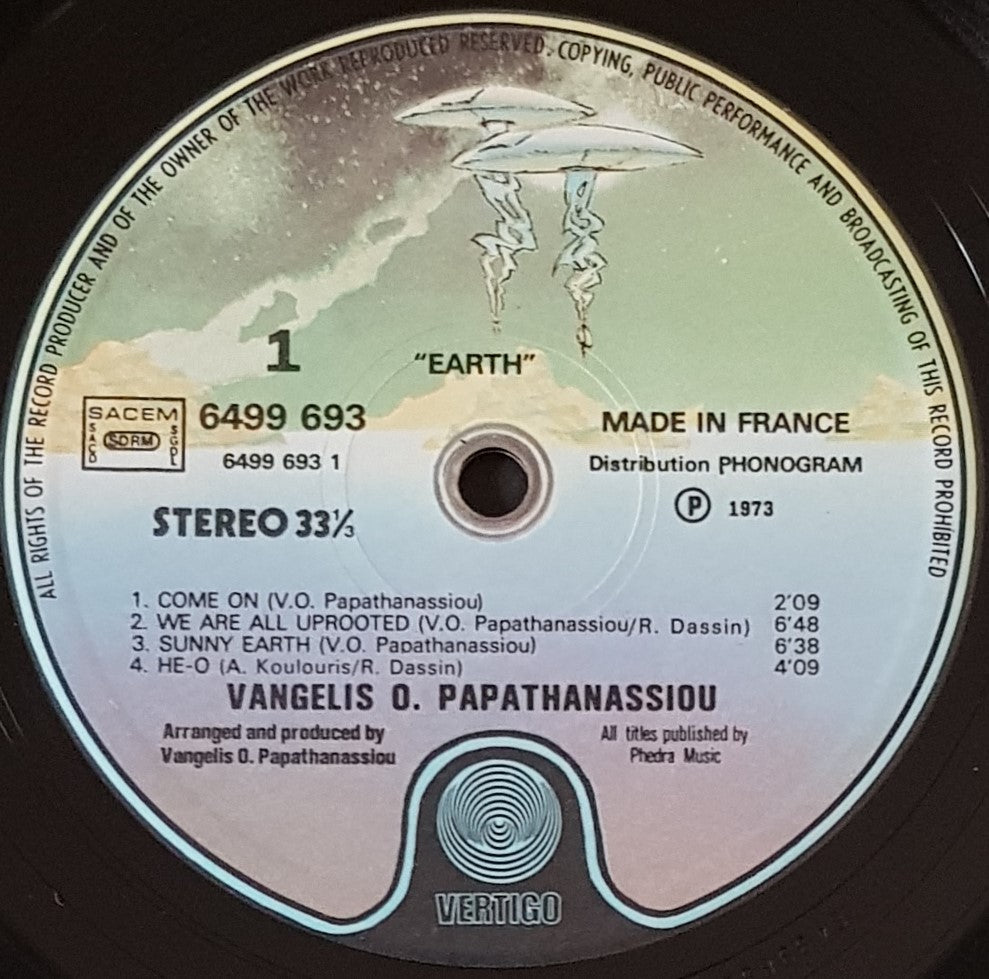 ALL RIGHTS OF THE RECORD PRODUCER AND OF THE OWNER OF THE WORK REPRODUCED RESERVED. COPYING, PUBLIC PERFORMANCE AND BROADCASTING OF THIS RECORD PROHIBITED
1
"EARTH"
SACEM
SACD
SDRM
SGDL
6499 693
6499 693 1
MADE IN FRANCE
Distribution PHONOGRAM
STEREO 33⅓
Ⓟ 1973
1. COME ON (V.O. Papathanassiou) 2'09
2. WE ARE ALL UPROOTED (V.O. Papathanassiou/R. Dassin) 6'48
3. SUNNY EARTH (V.O. Papathanassiou) 6'38
4. HE-O (A. Koulouris/R. Dassin) 4'09
VANGELIS O. PAPATHANASSIOU
Arranged and produced by
Vangelis O. Papathanassiou
All titles published by
Phedra Music
VERTIGO